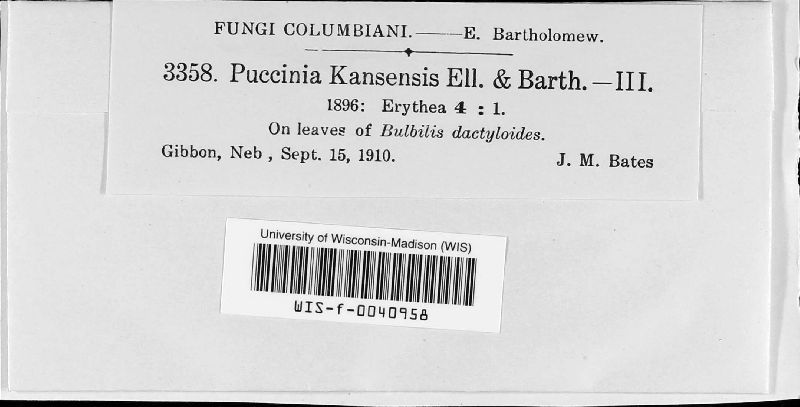 FUNGI COLUMBIANI.——E. Bartholomew.
3358. Puccinia Kansensis Ell. & Barth.—III.
1896: Erythea 4 : 1.
On leaves of Bulbilis dactyloides.
Gibbon, Neb , Sept. 15, 1910. J. M. Bates
University of Wisconsin-Madison (WIS)
WIS-f-0040958